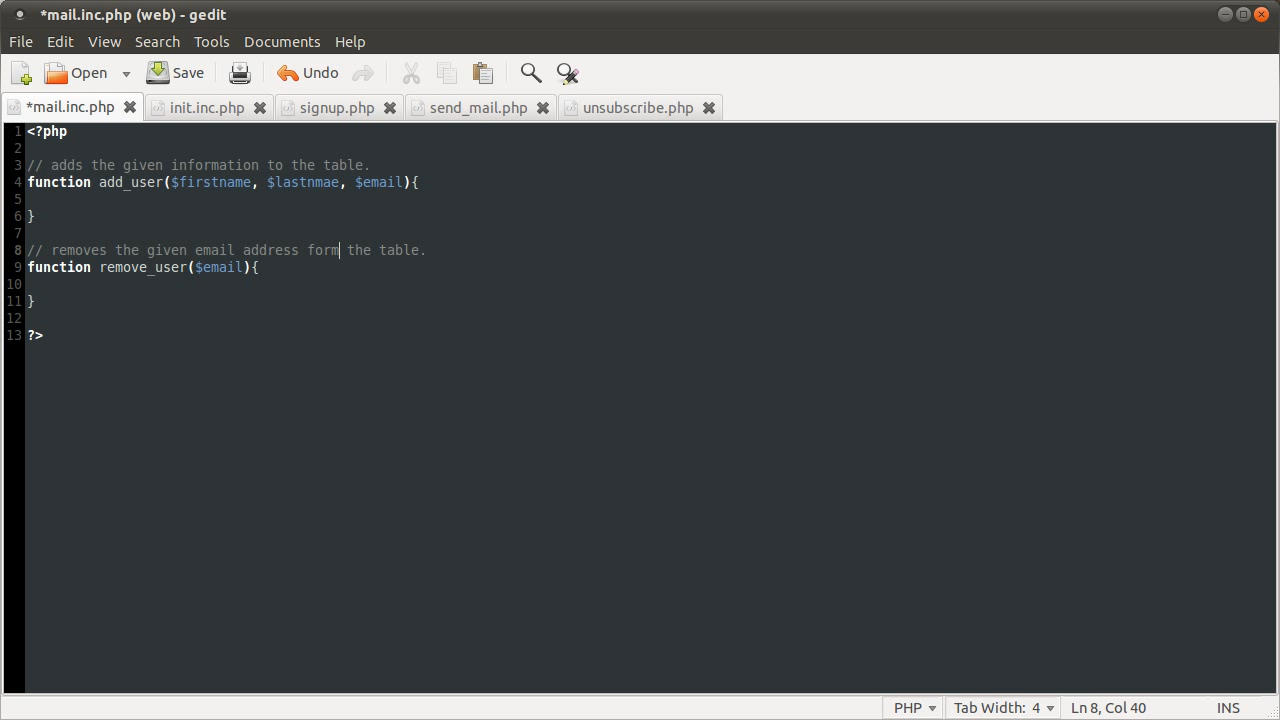 *mail.inc.php (web) - gedit
File Edit View Search Tools Documents Help
Open Save Undo
*mail.inc.php init.inc.php signup.php send_mail.php unsubscribe.php
1 <?php
2
3 // adds the given information to the table.
4 function add_user($firstname, $lastnmae, $email){
5
6 }
7
8 // removes the given email address form the table.
9 function remove_user($email){
10
11 }
12
13 ?>
PHP Tab Width: 4 Ln 8, Col 40 INS